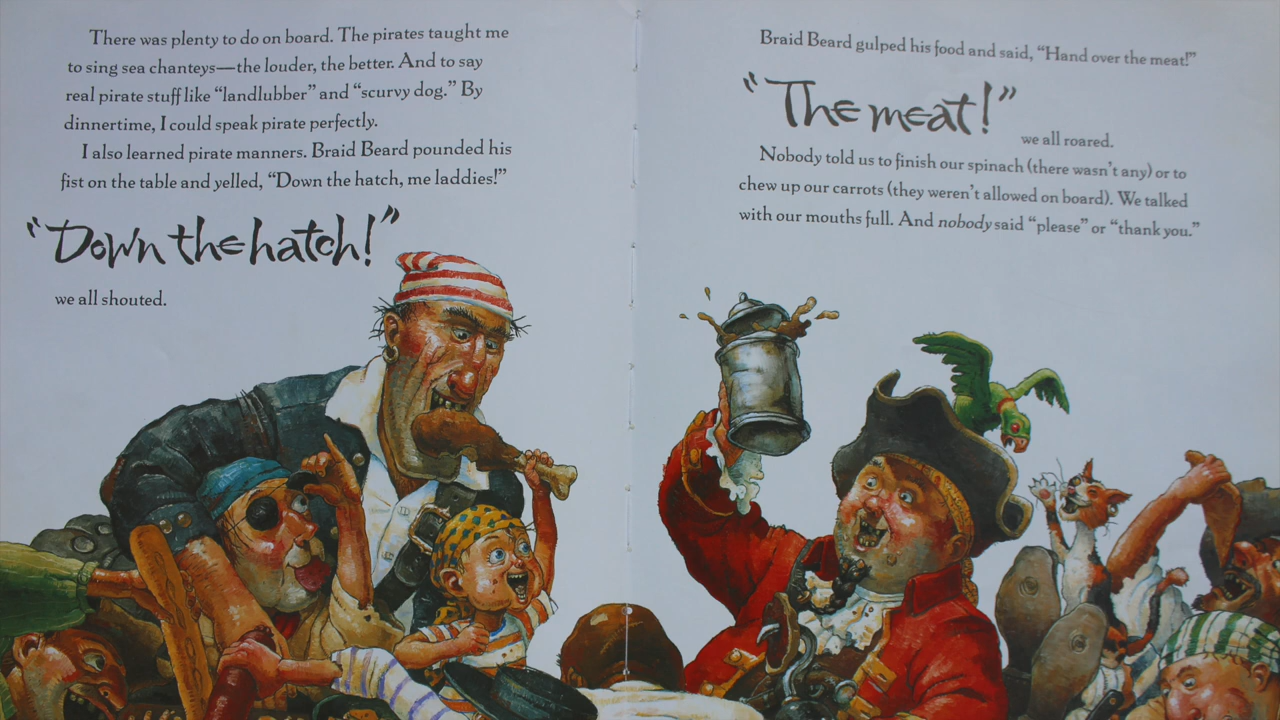 There was plenty to do on board. The pirates taught me
to sing sea chanteys—the louder, the better. And to say
real pirate stuff like “landlubber” and “scurvy dog.” By
dinnertime, I could speak pirate perfectly.
I also learned pirate manners. Braid Beard pounded his
fist on the table and yelled, “Down the hatch, me laddies!”
“Down the hatch!”
we all shouted.
Braid Beard gulped his food and said, “Hand over the meat!”
“The meat!”
we all roared.
Nobody told us to finish our spinach (there wasn’t any) or to
chew up our carrots (they weren’t allowed on board). We talked
with our mouths full. And nobody said “please” or “thank you.”